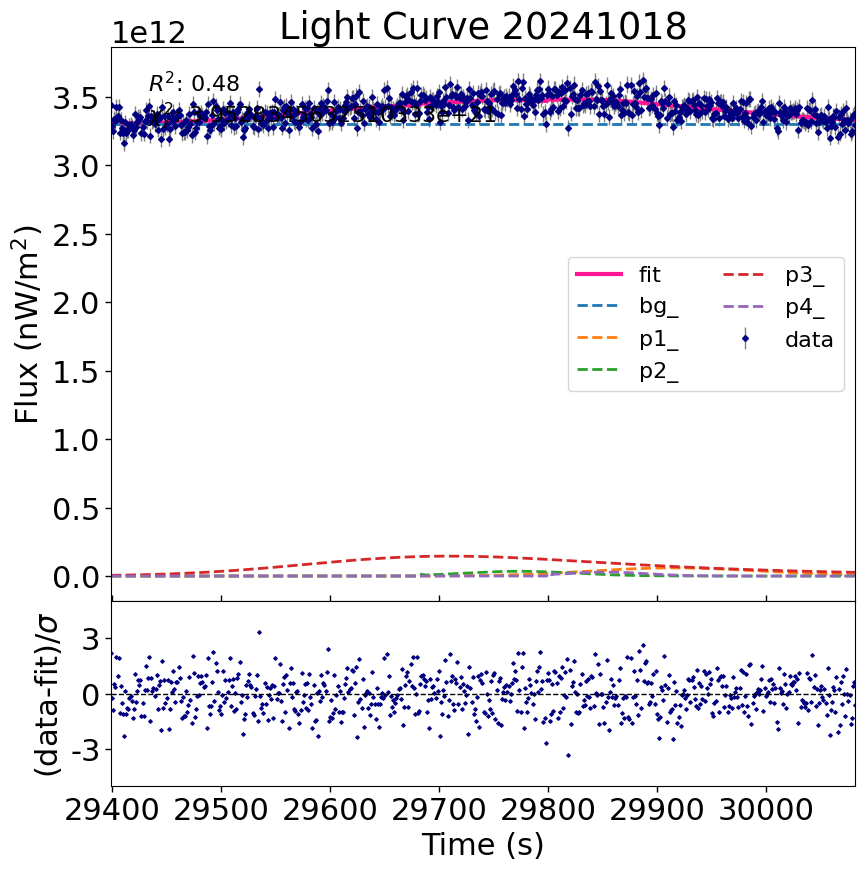 Light Curve 20241018
1e12
R²: 0.48
3.5
3.0
2.5
2.0
1.5
1.0
0.5
0.0
Flux (nW/m²)
fit
bg_
p1_
p2_
p3_
p4_
data
3
0
-3
(data-fit)/σ
29400 29500 29600 29700 29800 29900 30000
Time (s)